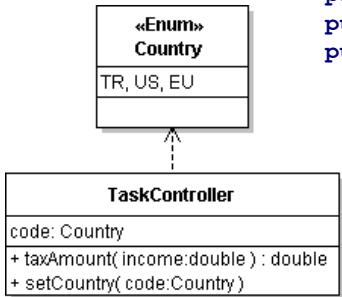 «Enum»
Country
TR, US, EU
TaskController
code: Country
+ taxAmount( income:double ) : double
+ setCountry( code:Country )